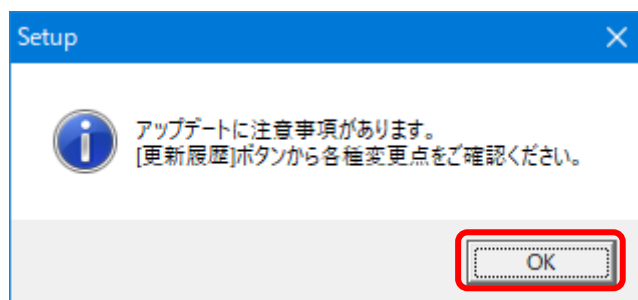 Setup
アップデートに注意事項があります。
[更新履歴]ボタンから各種変更点をご確認ください。
OK